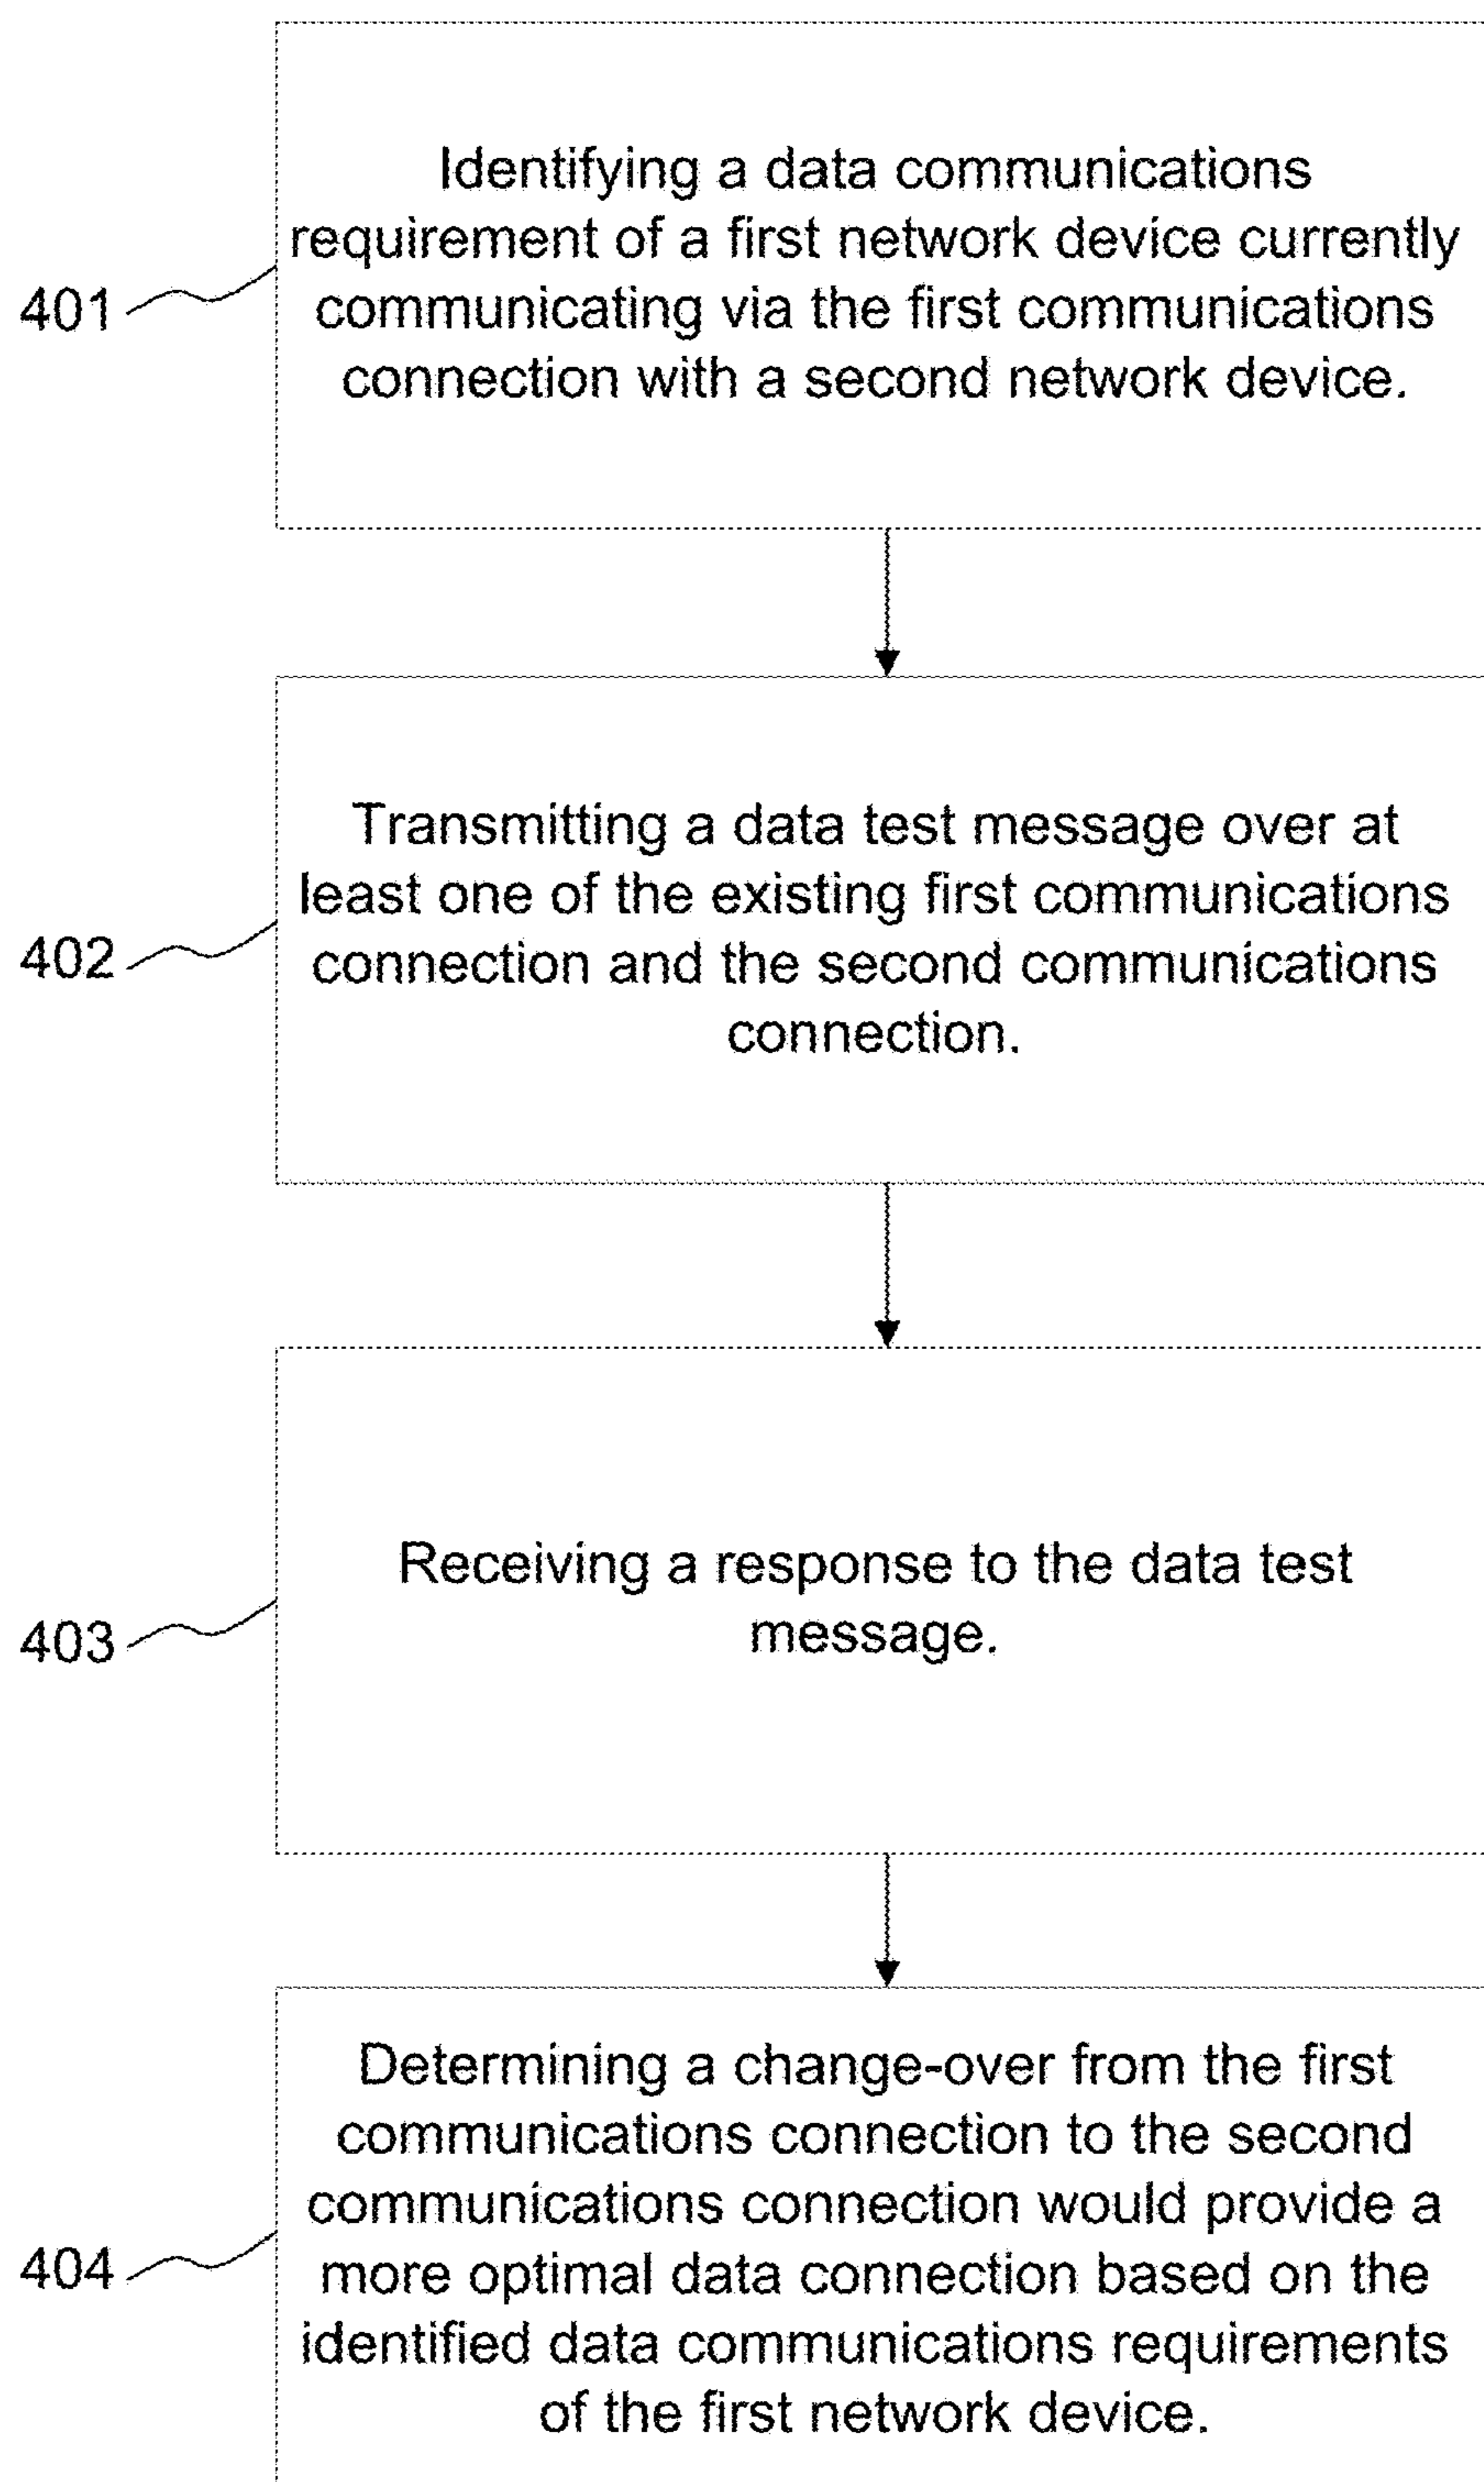 Identifying a data communications
requirement of a first network device currently
communicating via the first communications
connection with a second network device.
401
Transmitting a data test message over at
least one of the existing first communications
connection and the second communications
connection.
402
Receiving a response to the data test
message.
403
Determining a change-over from the first
communications connection to the second
communications connection would provide a
more optimal data connection based on the
identified data communications requirements
of the first network device.
404